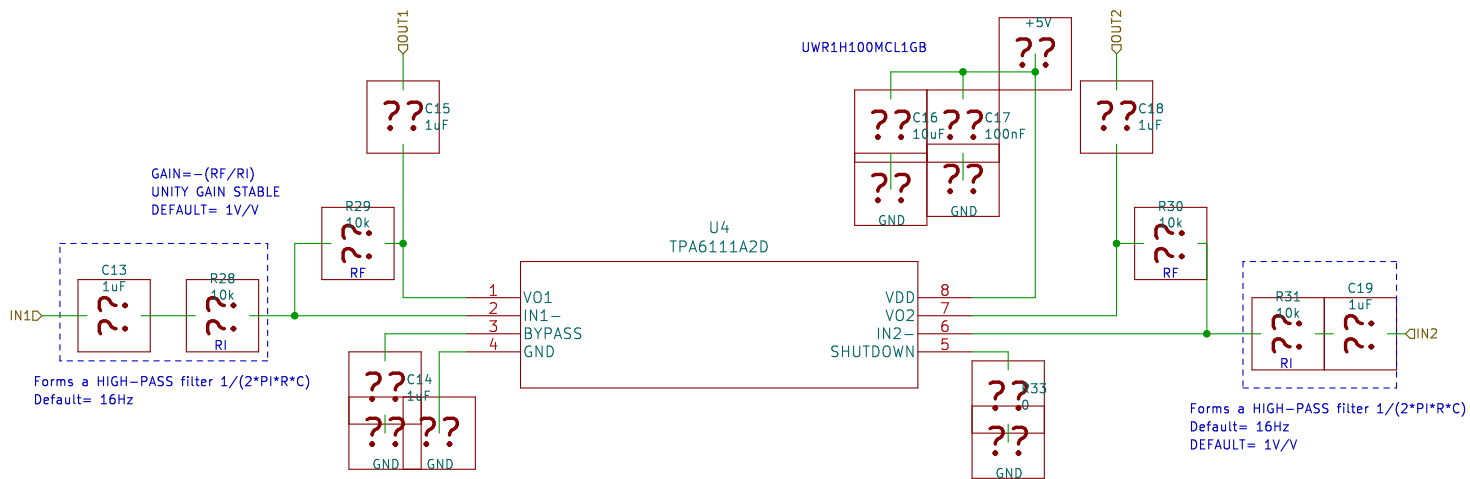 OUT1
OUT2
+5V
??
UWR1H100MCL1GB
??
C15
1uF
??
C16
10uF
??
C17
100nF
??
C18
1uF
??
GND
??
GND
GAIN=-(RF/RI)
UNITY GAIN STABLE
DEFAULT= 1V/V
R29
10k
??
RF
R30
10k
??
RF
U4
TPA6111A2D
C13
1uF
??
R28
10k
??
RI
IN1
1
VO1
2
IN1-
3
BYPASS
4
GND
VDD
8
VO2
7
IN2-
6
SHUTDOWN
5
R31
10k
??
RI
C19
1uF
??
IN2
Forms a HIGH-PASS filter 1/(2*PI*R*C)
Default= 16Hz
??
C14
1uF
??
GND
??
GND
??
R33
0
??
GND
Forms a HIGH-PASS filter 1/(2*PI*R*C)
Default= 16Hz
DEFAULT= 1V/V